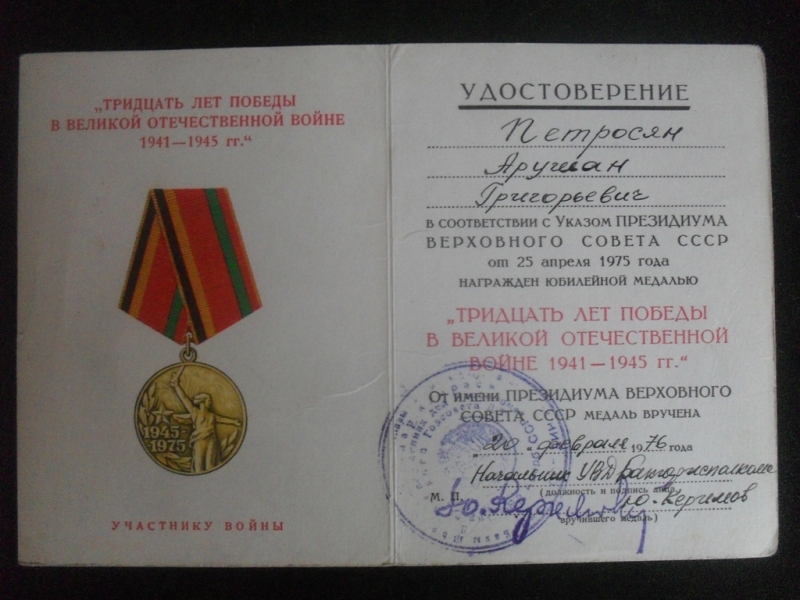 „ТРИДЦАТЬ ЛЕТ ПОБЕДЫ
В ВЕЛИКОЙ ОТЕЧЕСТВЕННОЙ ВОЙНЕ
1941—1945 гг.“
1945-
1975
УЧАСТНИКУ ВОЙНЫ
УДОСТОВЕРЕНИЕ
Петросян
Арушан
Григорьевич
В СООТВЕТСТВИИ С УКАЗОМ ПРЕЗИДИУМА
ВЕРХОВНОГО СОВЕТА СССР
от 25 апреля 1975 года
НАГРАЖДЕН ЮБИЛЕЙНОЙ МЕДАЛЬЮ
„ТРИДЦАТЬ ЛЕТ ПОБЕДЫ
В ВЕЛИКОЙ ОТЕЧЕСТВЕННОЙ
ВОЙНЕ 1941—1945 гг.“
ОТ ИМЕНИ ПРЕЗИДИУМА ВЕРХОВНОГО
СОВЕТА СССР МЕДАЛЬ ВРУЧЕНА
„20“ февраля 1976 года
Начальник УВД
(должность и подпись лица,
М. П. Ю. Керимов
вручившего медаль)